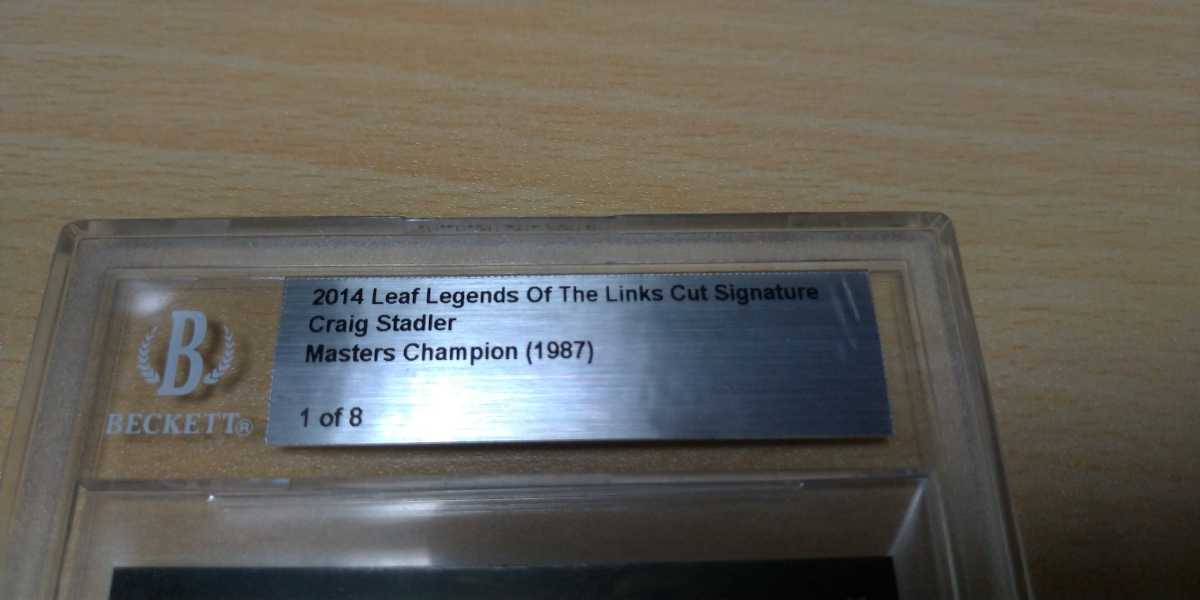 2014 Leaf Legends Of The Links Cut Signature
Craig Stadler
Masters Champion (1987)
1 of 8
B
BECKETT®